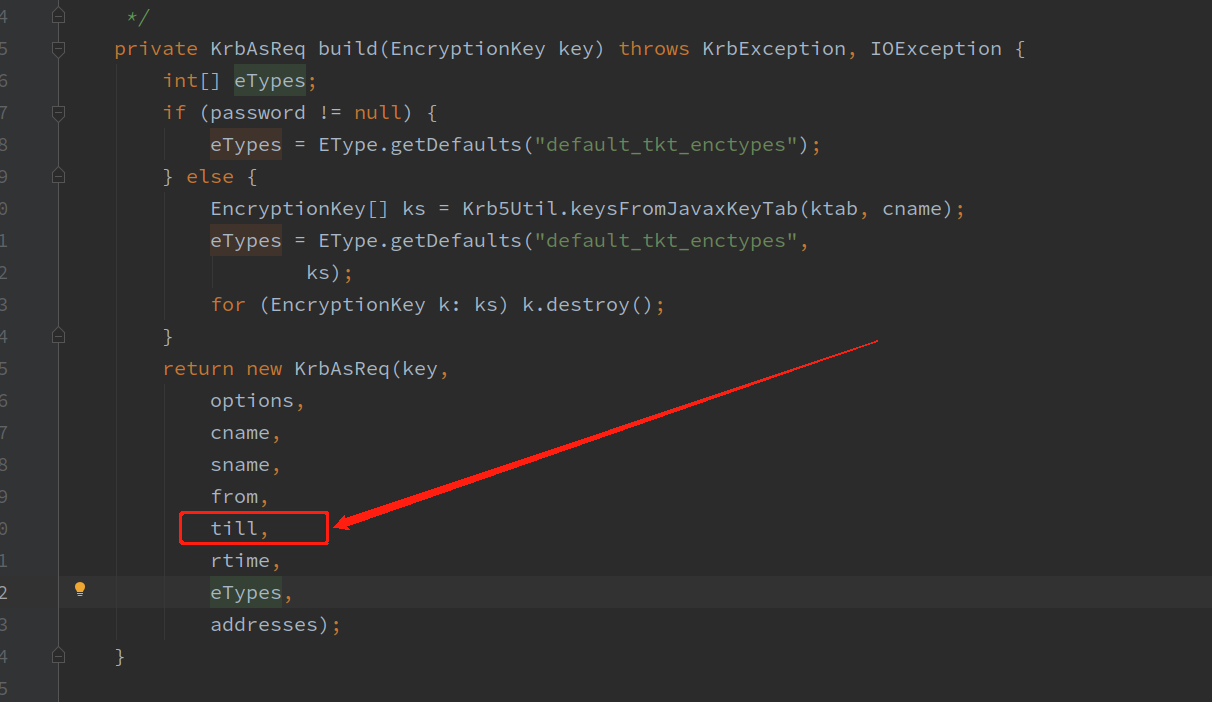 4 */
5 private KrbAsReq build(EncryptionKey key) throws KrbException, IOException {
6 int[] eTypes;
7 if (password != null) {
8 eTypes = EType.getDefaults("default_tkt_enctypes");
9 } else {
0 EncryptionKey[] ks = Krb5Util.keysFromJavaxKeyTab(ktab, cname);
1 eTypes = EType.getDefaults("default_tkt_enctypes",
2 ks);
3 for (EncryptionKey k: ks) k.destroy();
4 }
5 return new KrbAsReq(key,
6 options,
7 cname,
8 sname,
9 from,
0 till,
1 rtime,
2 eTypes,
3 addresses);
4 }
5